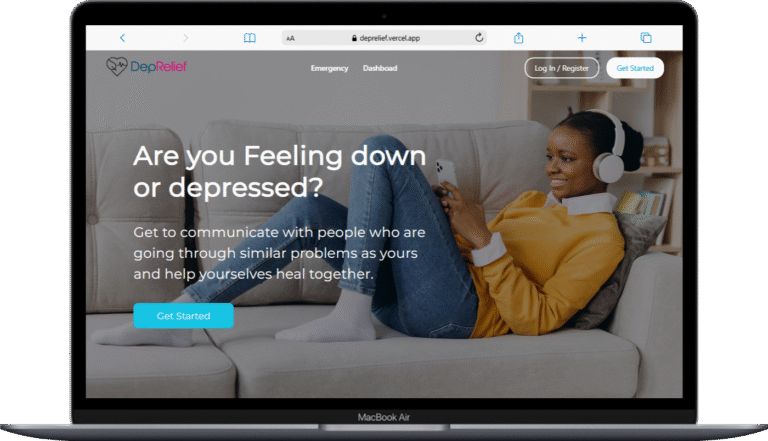 AA deprelief.vercel.app
DepRelief Emergency Dashboad Log In / Register Get Started
Are you Feeling down
or depressed?
Get to communicate with people who are
going through similar problems as yours
and help yourselves heal together.
Get Started
MacBook Air